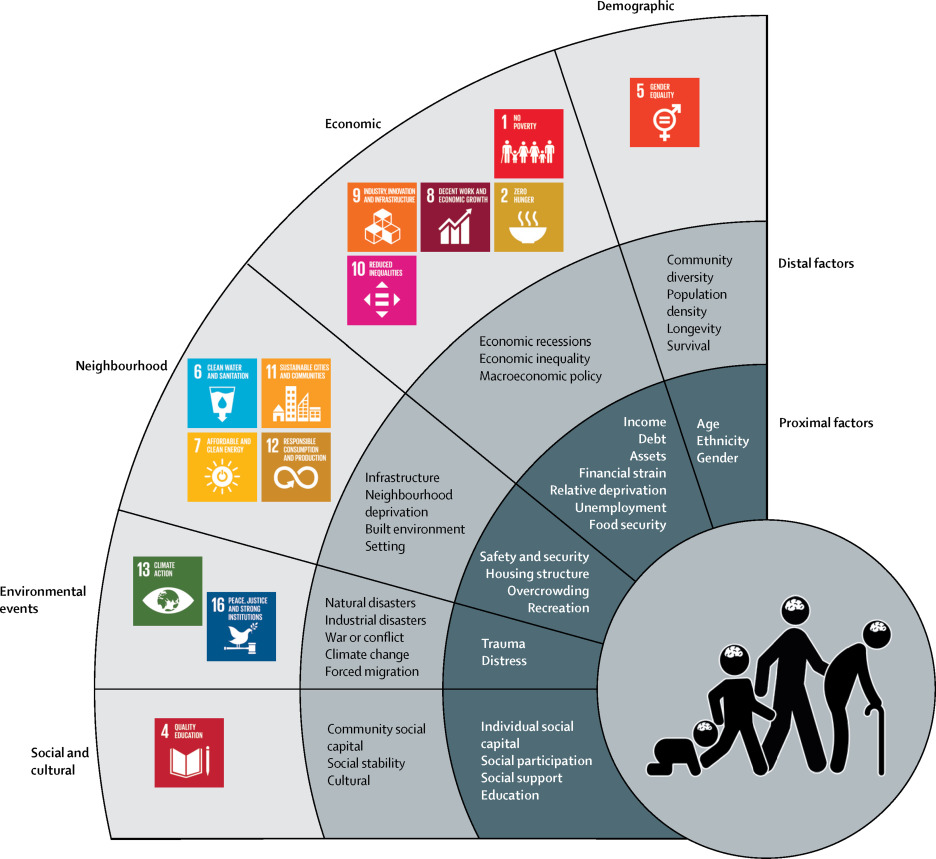 Demographic
5 GENDER
EQUALITY
Economic
1 NO
POVERTY
9 INDUSTRY, INNOVATION
AND INFRASTRUCTURE
8 DECENT WORK AND
ECONOMIC GROWTH
2 ZERO
HUNGER
10 REDUCED
INEQUALITIES
Community
diversity
Population
density
Longevity
Survival
Distal factors
Economic recessions
Economic inequality
Macroeconomic policy
Neighbourhood
6 CLEAN WATER
AND SANITATION
11 SUSTAINABLE CITIES
AND COMMUNITIES
7 AFFORDABLE AND
CLEAN ENERGY
12 RESPONSIBLE
CONSUMPTION
AND PRODUCTION
Income
Debt
Assets
Financial strain
Relative deprivation
Unemployment
Food security
Age
Ethnicity
Gender
Proximal factors
Infrastructure
Neighbourhood
deprivation
Built environment
Setting
Safety and security
Housing structure
Overcrowding
Recreation
Environmental
events
13 CLIMATE
ACTION
16 PEACE, JUSTICE
AND STRONG
INSTITUTIONS
Natural disasters
Industrial disasters
War or conflict
Climate change
Forced migration
Trauma
Distress
Social and
cultural
4 QUALITY
EDUCATION
Community social
capital
Social stability
Cultural
Individual social
capital
Social participation
Social support
Education